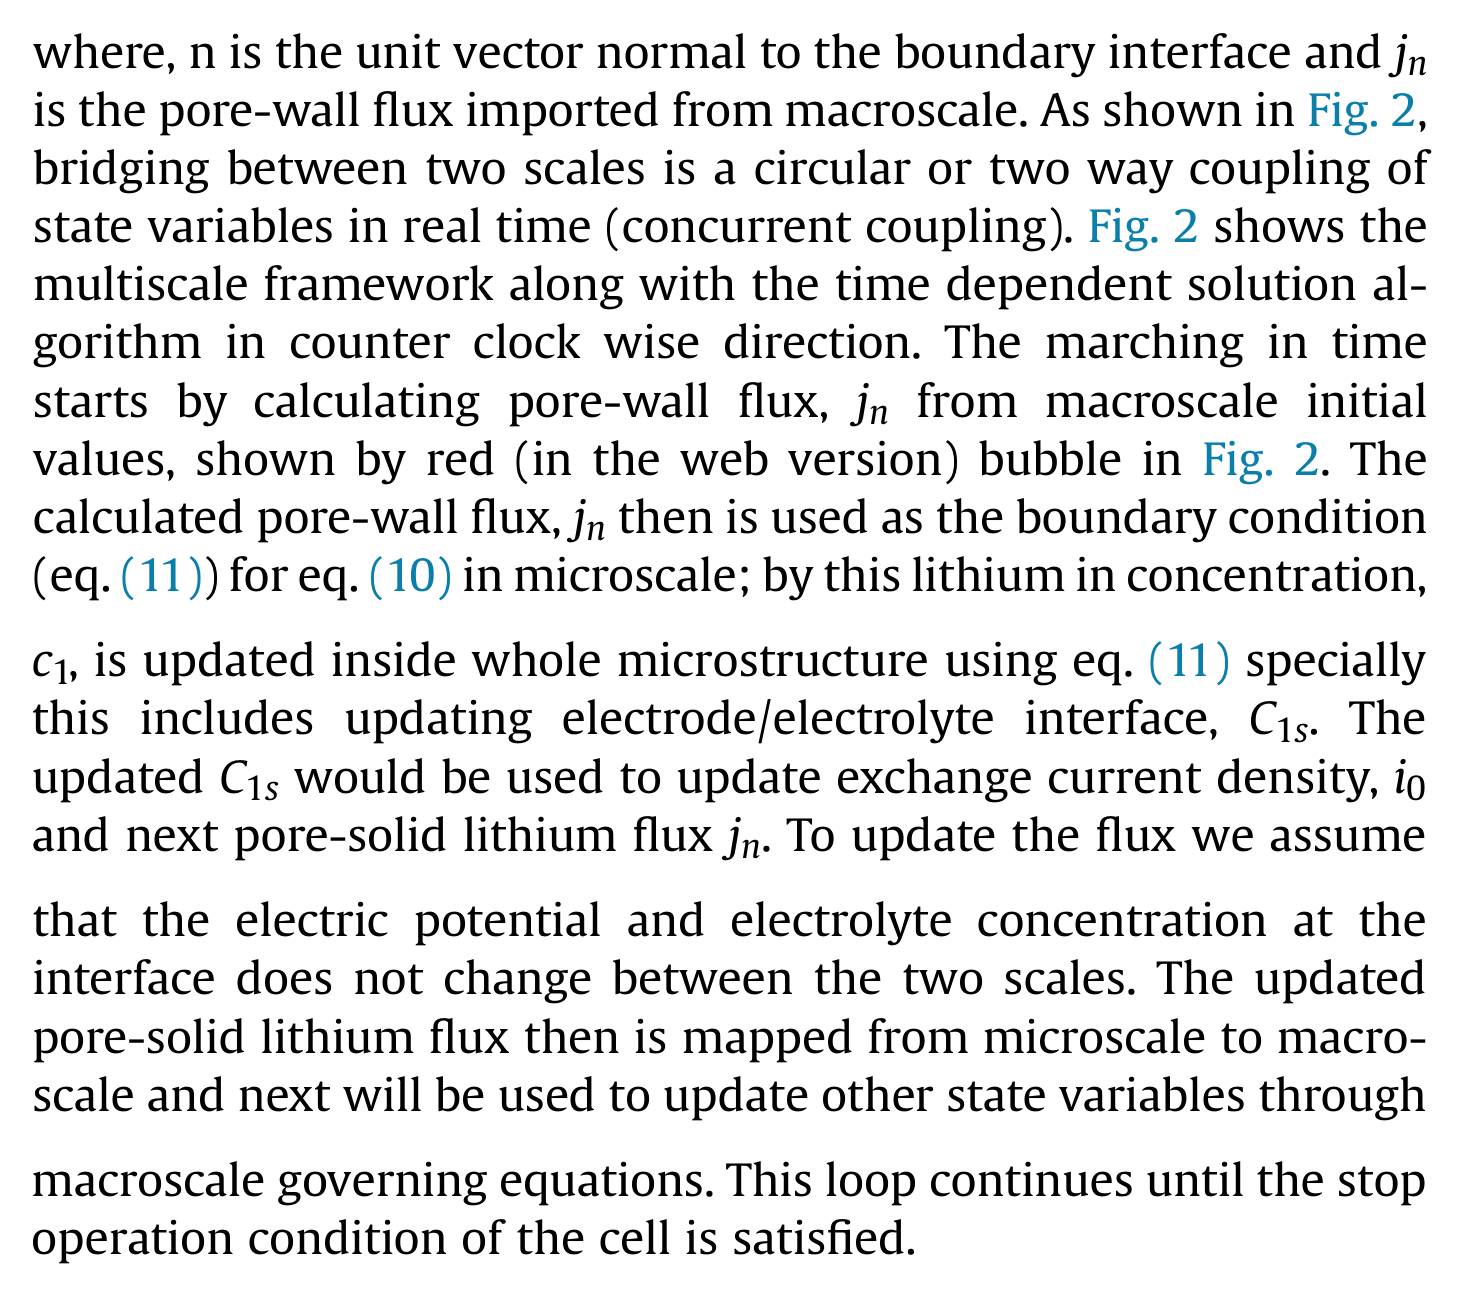 where, n is the unit vector normal to the boundary interface and jn
is the pore-wall flux imported from macroscale. As shown in Fig. 2,
bridging between two scales is a circular or two way coupling of
state variables in real time (concurrent coupling). Fig. 2 shows the
multiscale framework along with the time dependent solution al-
gorithm in counter clock wise direction. The marching in time
starts by calculating pore-wall flux, jn from macroscale initial
values, shown by red (in the web version) bubble in Fig. 2. The
calculated pore-wall flux, jn then is used as the boundary condition
(eq. (11)) for eq. (10) in microscale; by this lithium in concentration,
c1, is updated inside whole microstructure using eq. (11) specially
this includes updating electrode/electrolyte interface, C1s. The
updated C1s would be used to update exchange current density, i0
and next pore-solid lithium flux jn. To update the flux we assume
that the electric potential and electrolyte concentration at the
interface does not change between the two scales. The updated
pore-solid lithium flux then is mapped from microscale to macro-
scale and next will be used to update other state variables through
macroscale governing equations. This loop continues until the stop
operation condition of the cell is satisfied.